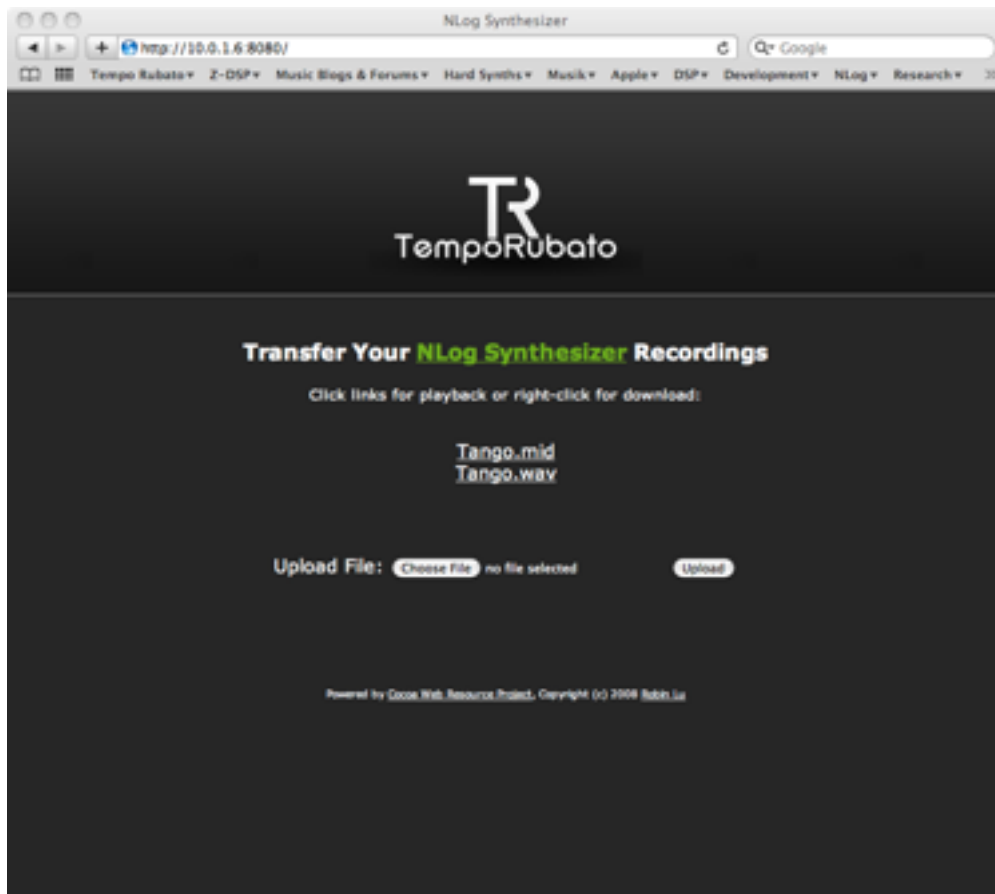 NLog Synthesizer
http://10.0.1.6:8080/
Google
Tempo Rubato Z-DSP Music Blogs & Forums Hard Synths Musik Apple DSP Development NLog Research
TR
TempoRubato
Transfer Your NLog Synthesizer Recordings
Click links for playback or right-click for download:
Tango.mid
Tango.wav
Upload File: Choose File no file selected Upload
Powered by Cocoa Web Resource Project, Copyright (c) 2008 Robin Lu